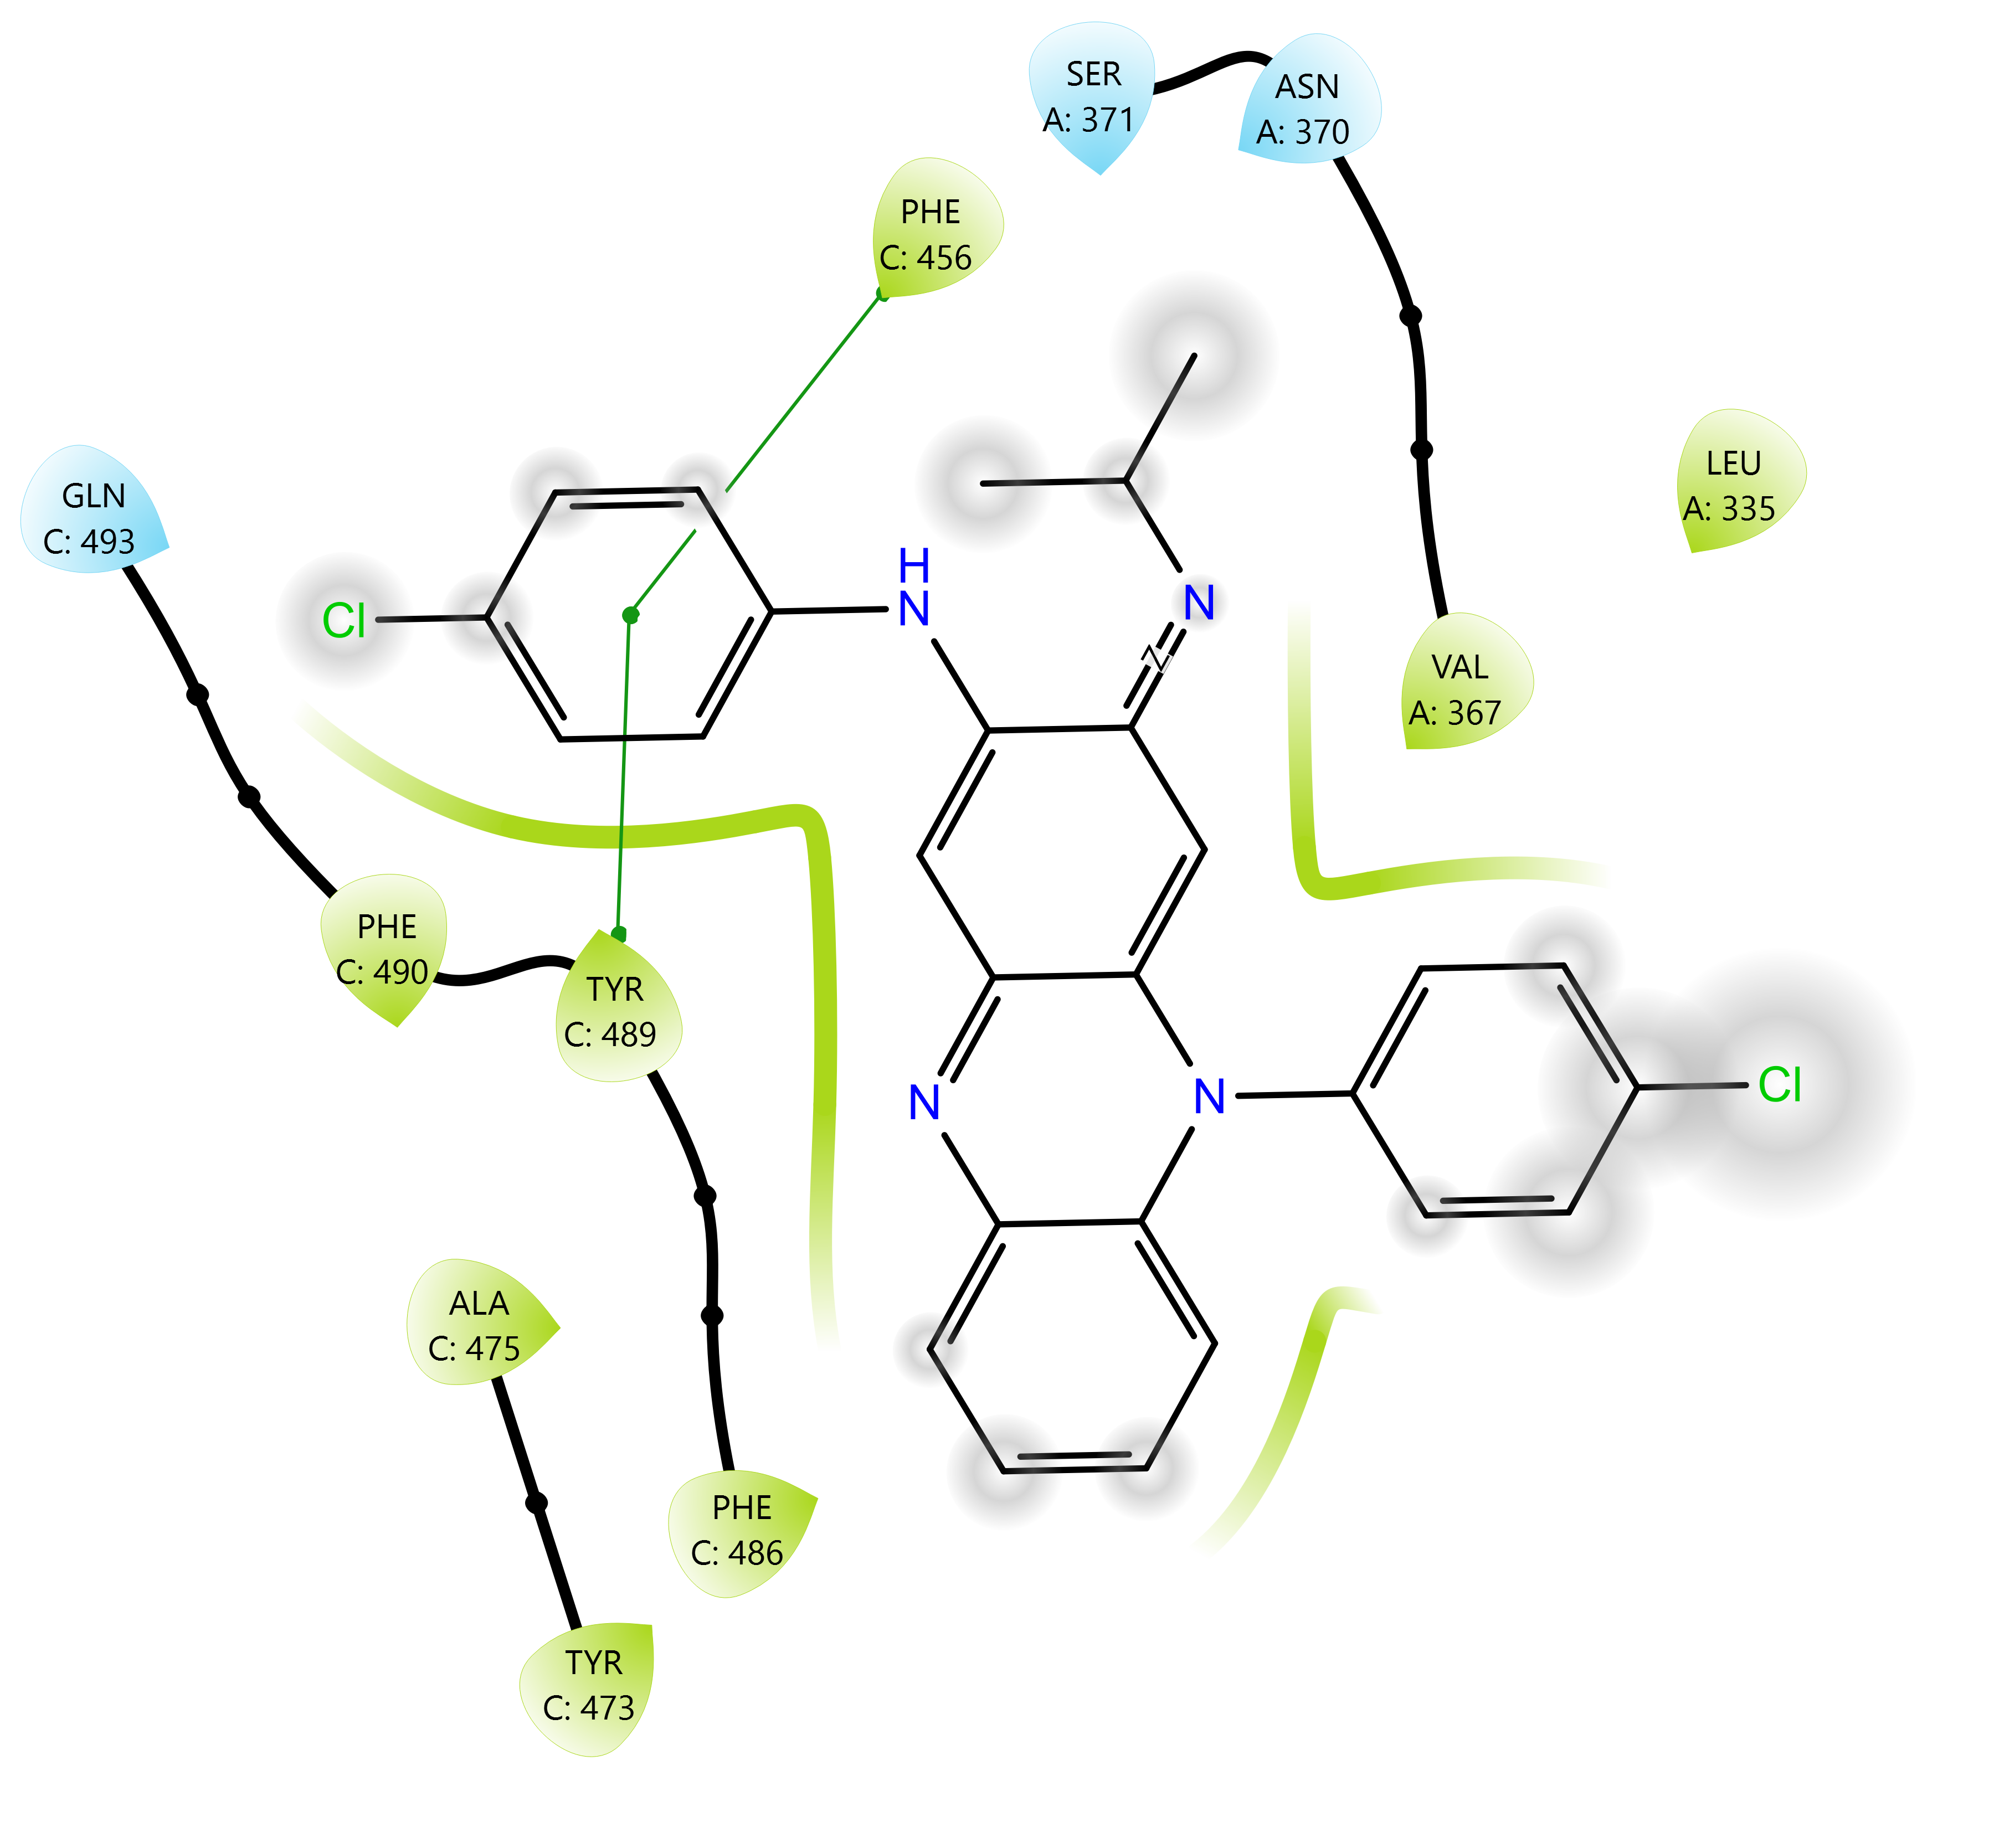 SER
A: 371
ASN
A: 370
PHE
C: 456
LEU
A: 335
GLN
C: 493
H
N
N
Cl
Z
VAL
A: 367
PHE
C: 490
TYR
C: 489
N
N
Cl
ALA
C: 475
PHE
C: 486
TYR
C: 473